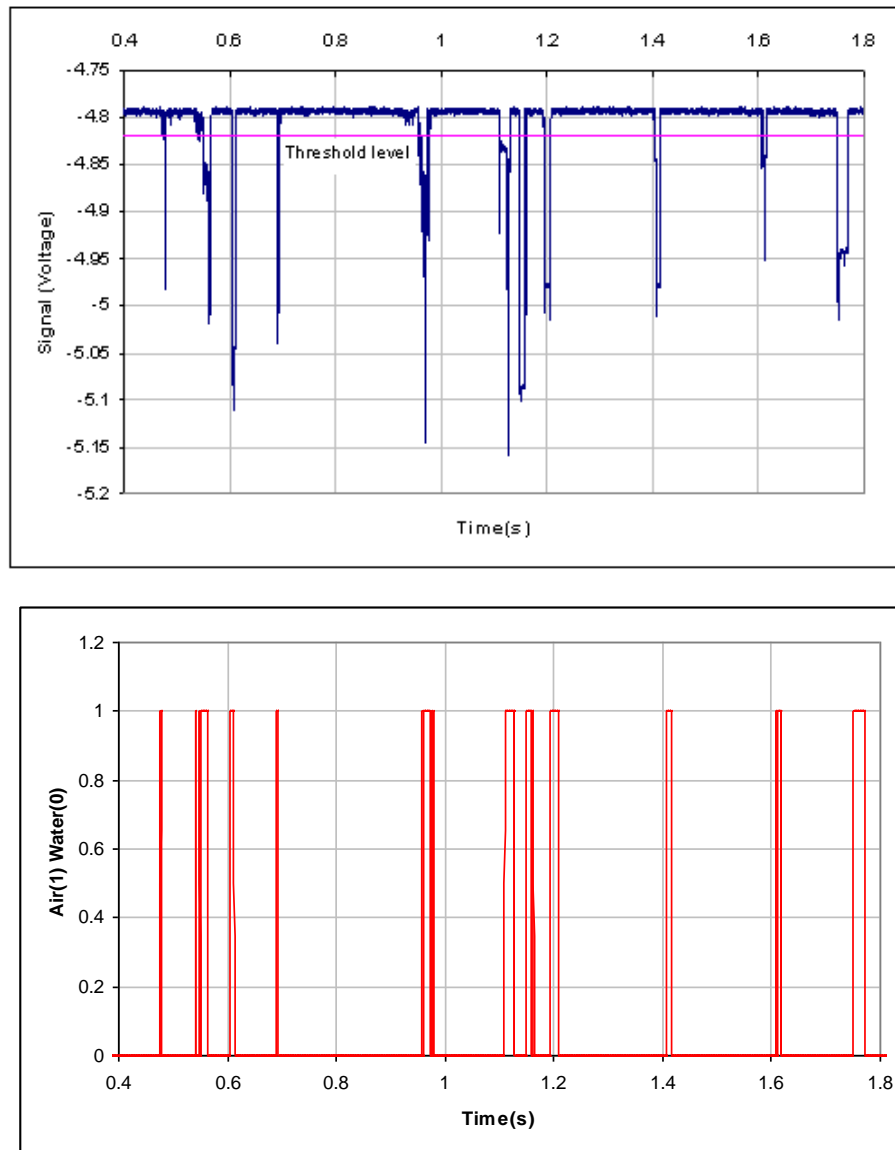 0.4 0.6 0.8 1 1.2 1.4 1.6 1.8
-4.75
-4.8
-4.85
-4.9
-4.95
-5
-5.05
-5.1
-5.15
-5.2
Signal (Voltage)
Threshold level
Time(s)
1.2
1
0.8
0.6
0.4
0.2
0
Air(1) Water(0)
0.4 0.6 0.8 1 1.2 1.4 1.6 1.8
Time(s)